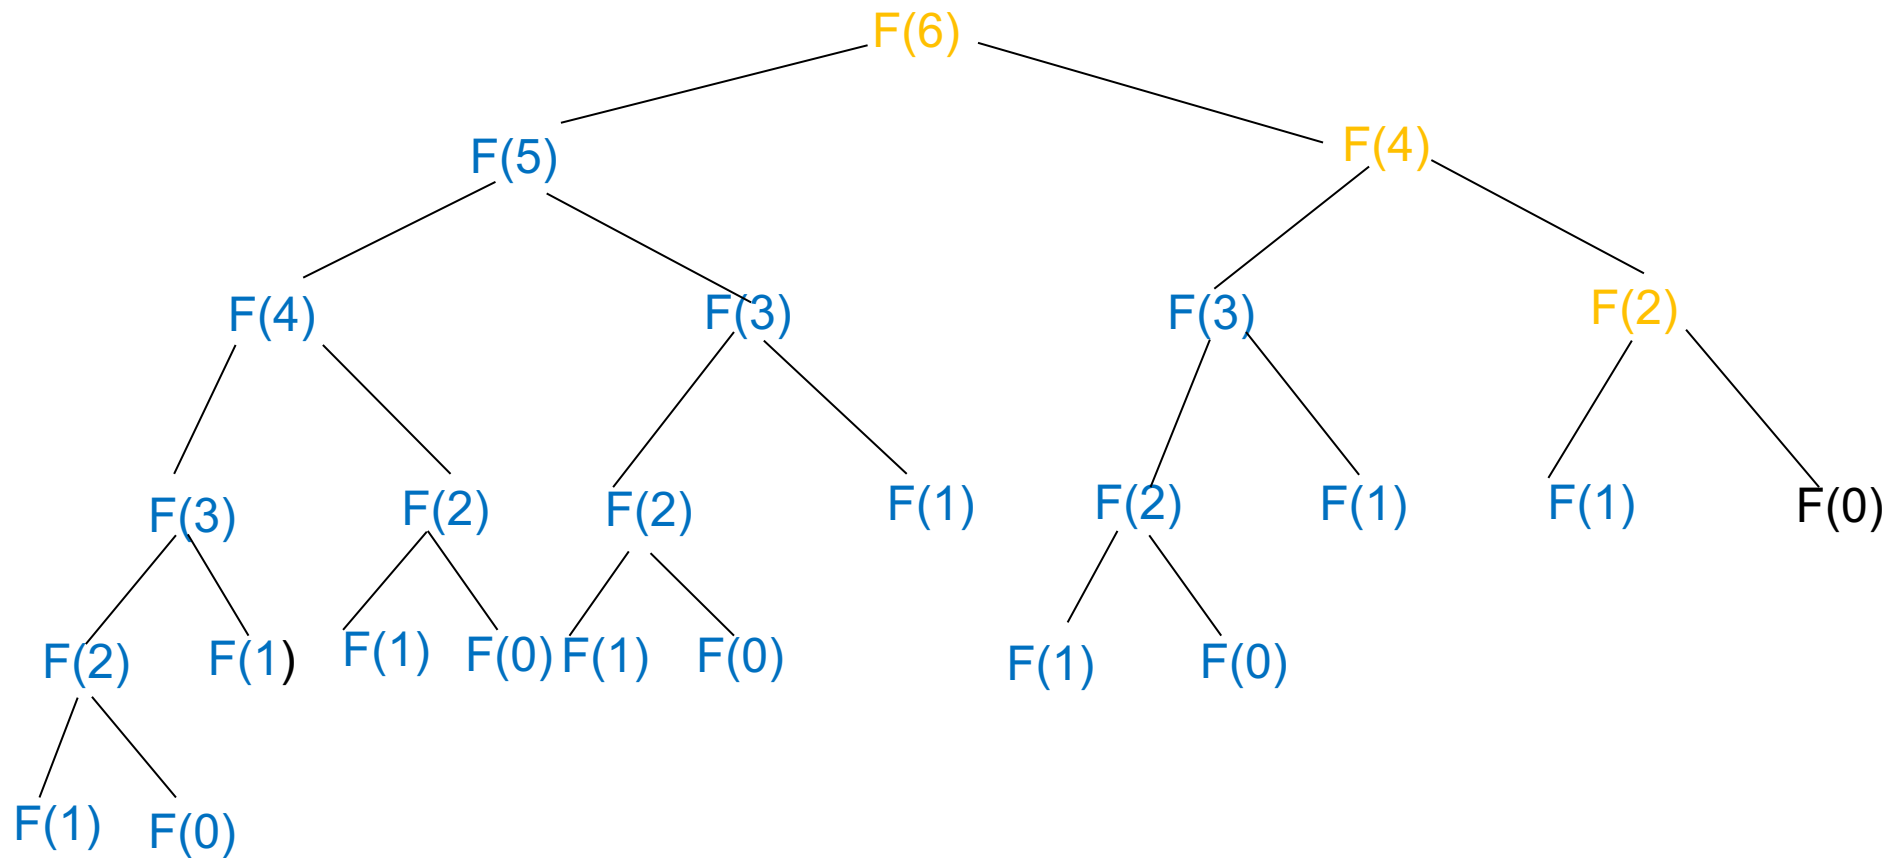 F(6)
F(5) F(4)
F(4) F(3) F(3) F(2)
F(3) F(2) F(2) F(1) F(2) F(1) F(1) F(0)
F(2) F(1) F(1) F(0) F(1) F(0) F(1) F(0)
F(1) F(0)